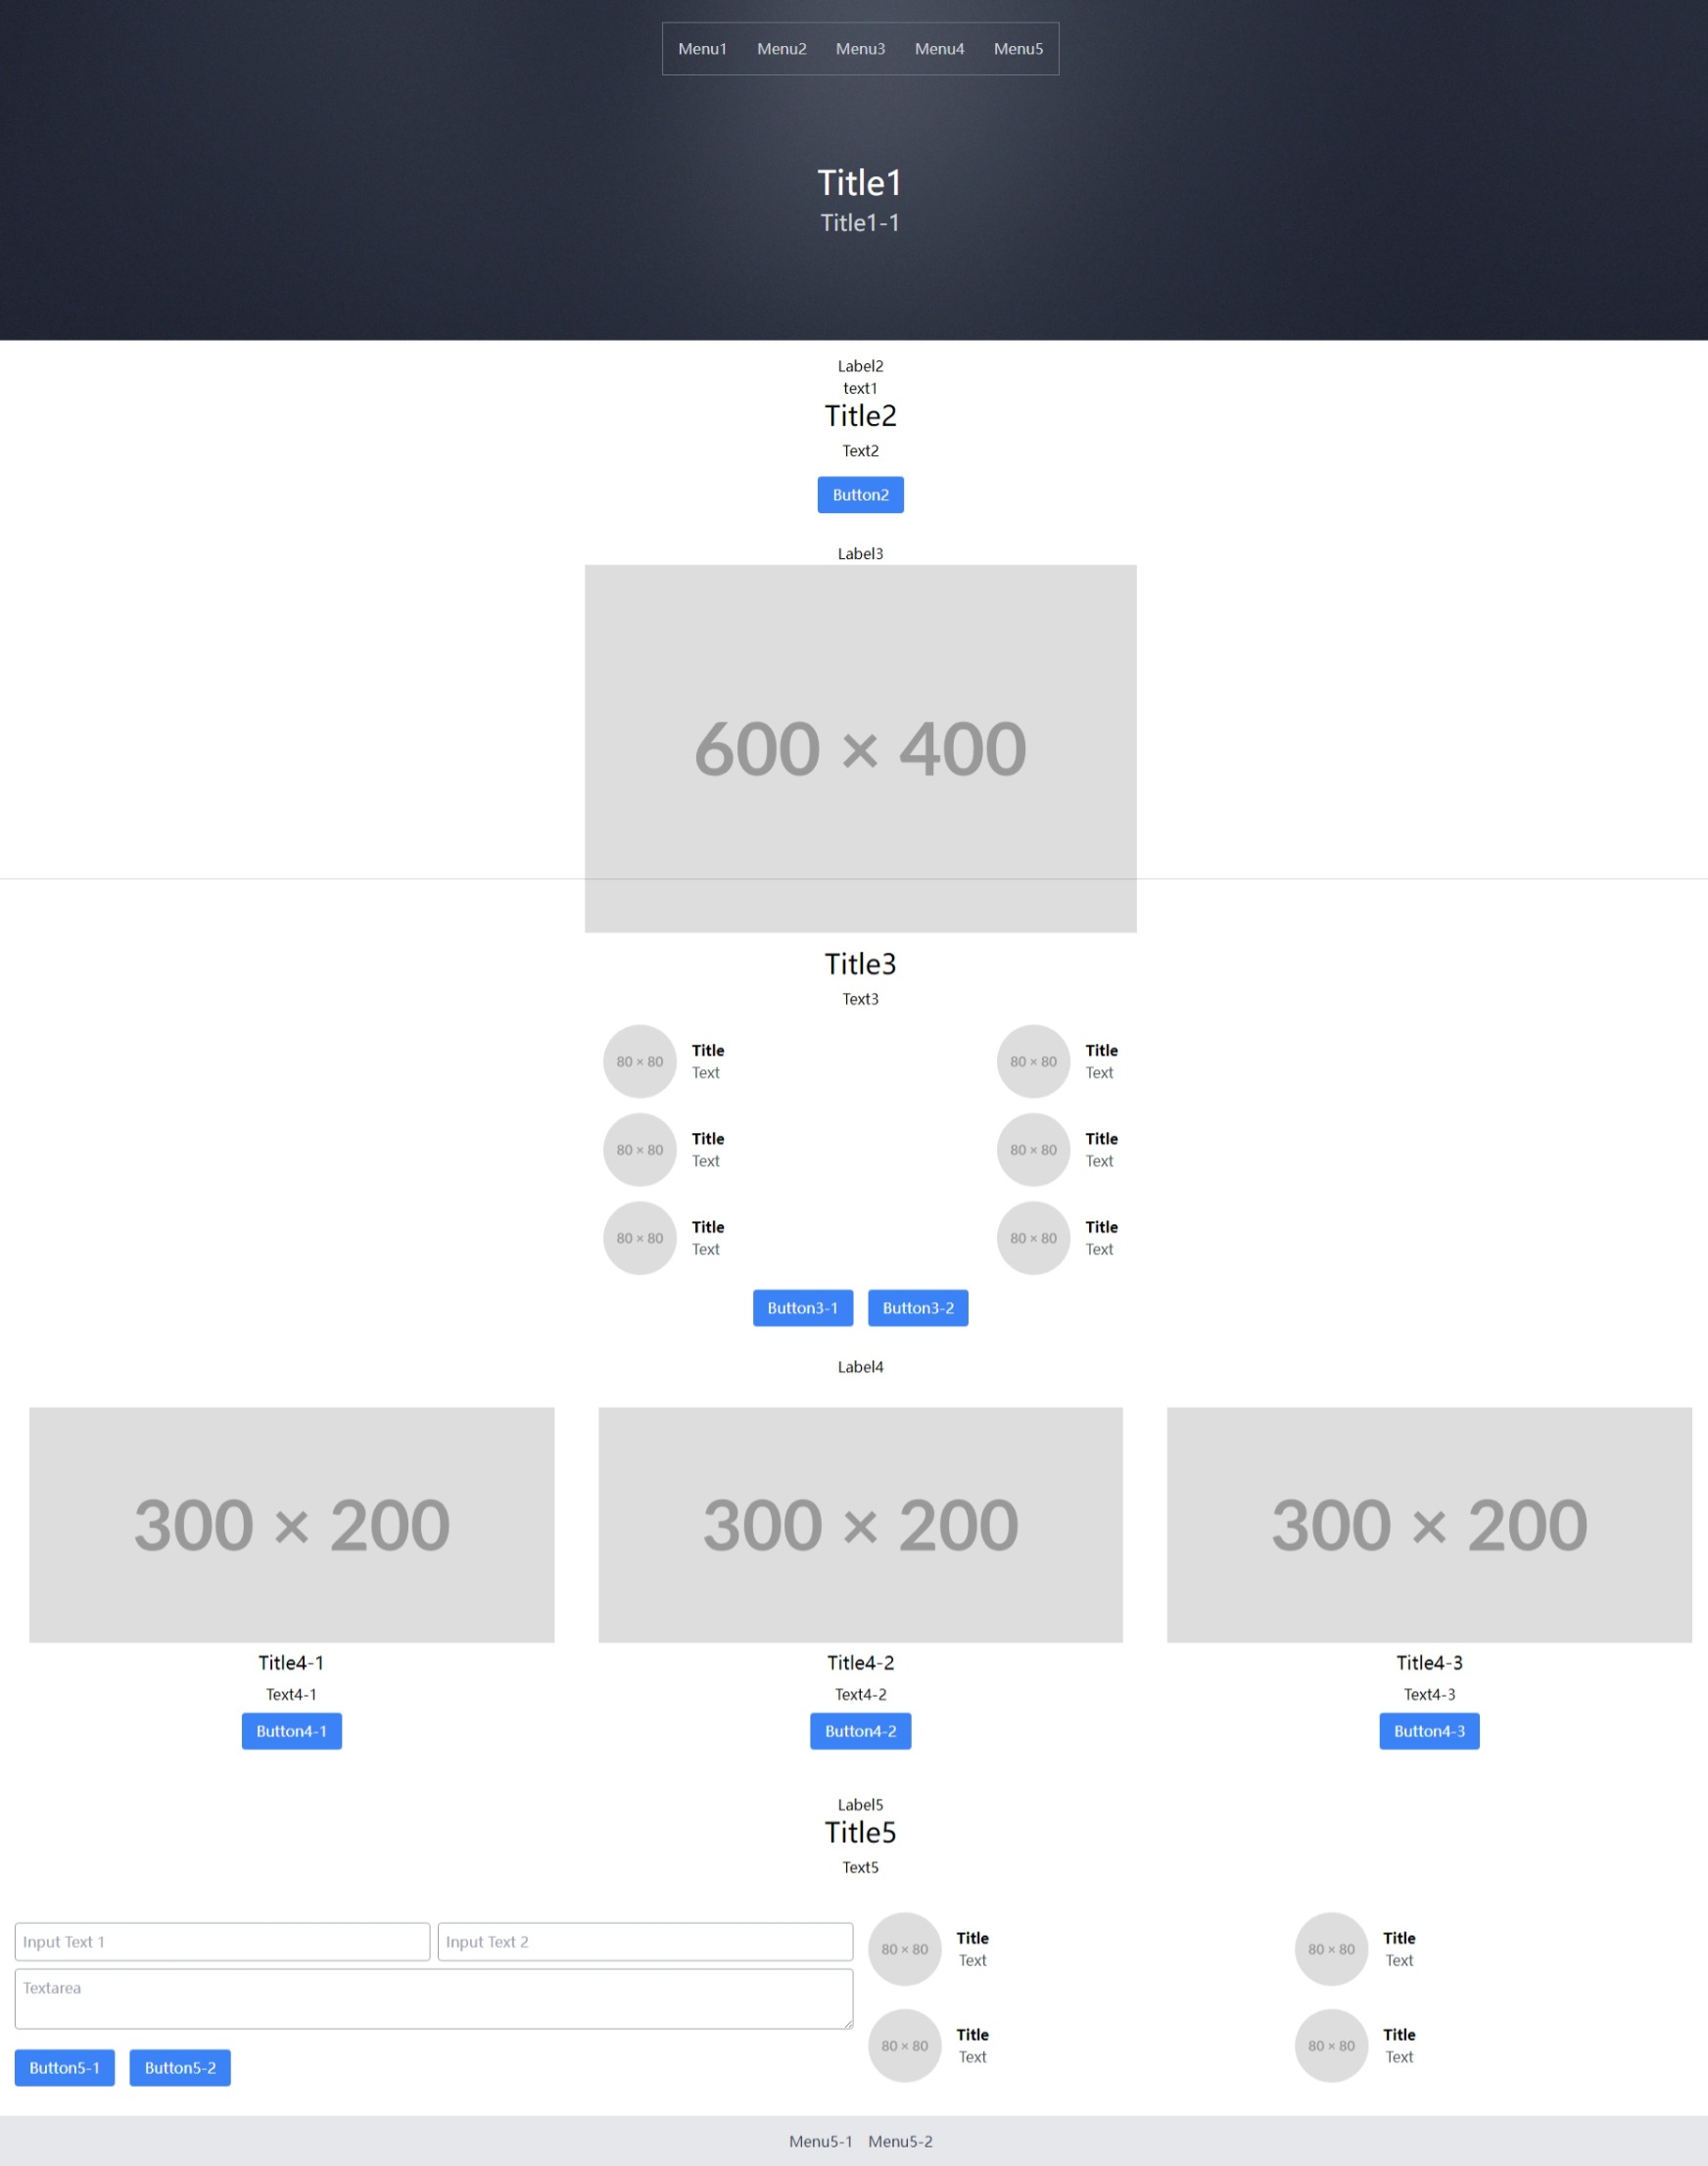 Menu1 Menu2 Menu3 Menu4 Menu5
Title1
Title1-1
Label2
text1
Title2
Text2
Button2
Label3
600 × 400
Title3
Text3
80 × 80 Title 80 × 80 Title
Text Text
80 × 80 Title 80 × 80 Title
Text Text
80 × 80 Title 80 × 80 Title
Text Text
Button3-1 Button3-2
Label4
300 × 200 300 × 200 300 × 200
Title4-1 Title4-2 Title4-3
Text4-1 Text4-2 Text4-3
Button4-1 Button4-2 Button4-3
Label5
Title5
Text5
Input Text 1 Input Text 2
Textarea
Button5-1 Button5-2
80 × 80 Title 80 × 80 Title
Text Text
80 × 80 Title 80 × 80 Title
Text Text
Menu5-1 Menu5-2